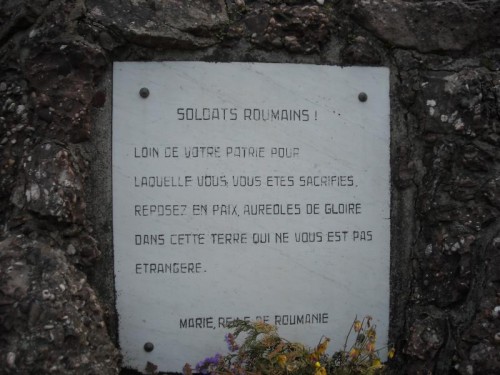 SOLDATS ROUMAINS !
LOIN DE VOTRE PATRIE POUR
LAQUELLE VOUS, VOUS ETES SACRIFIES,
REPOSEZ EN PAIX, AUREOLES DE GLOIRE
DANS CETTE TERRE QUI NE VOUS EST PAS
ETRANGERE.
MARIE, REINE DE ROUMANIE